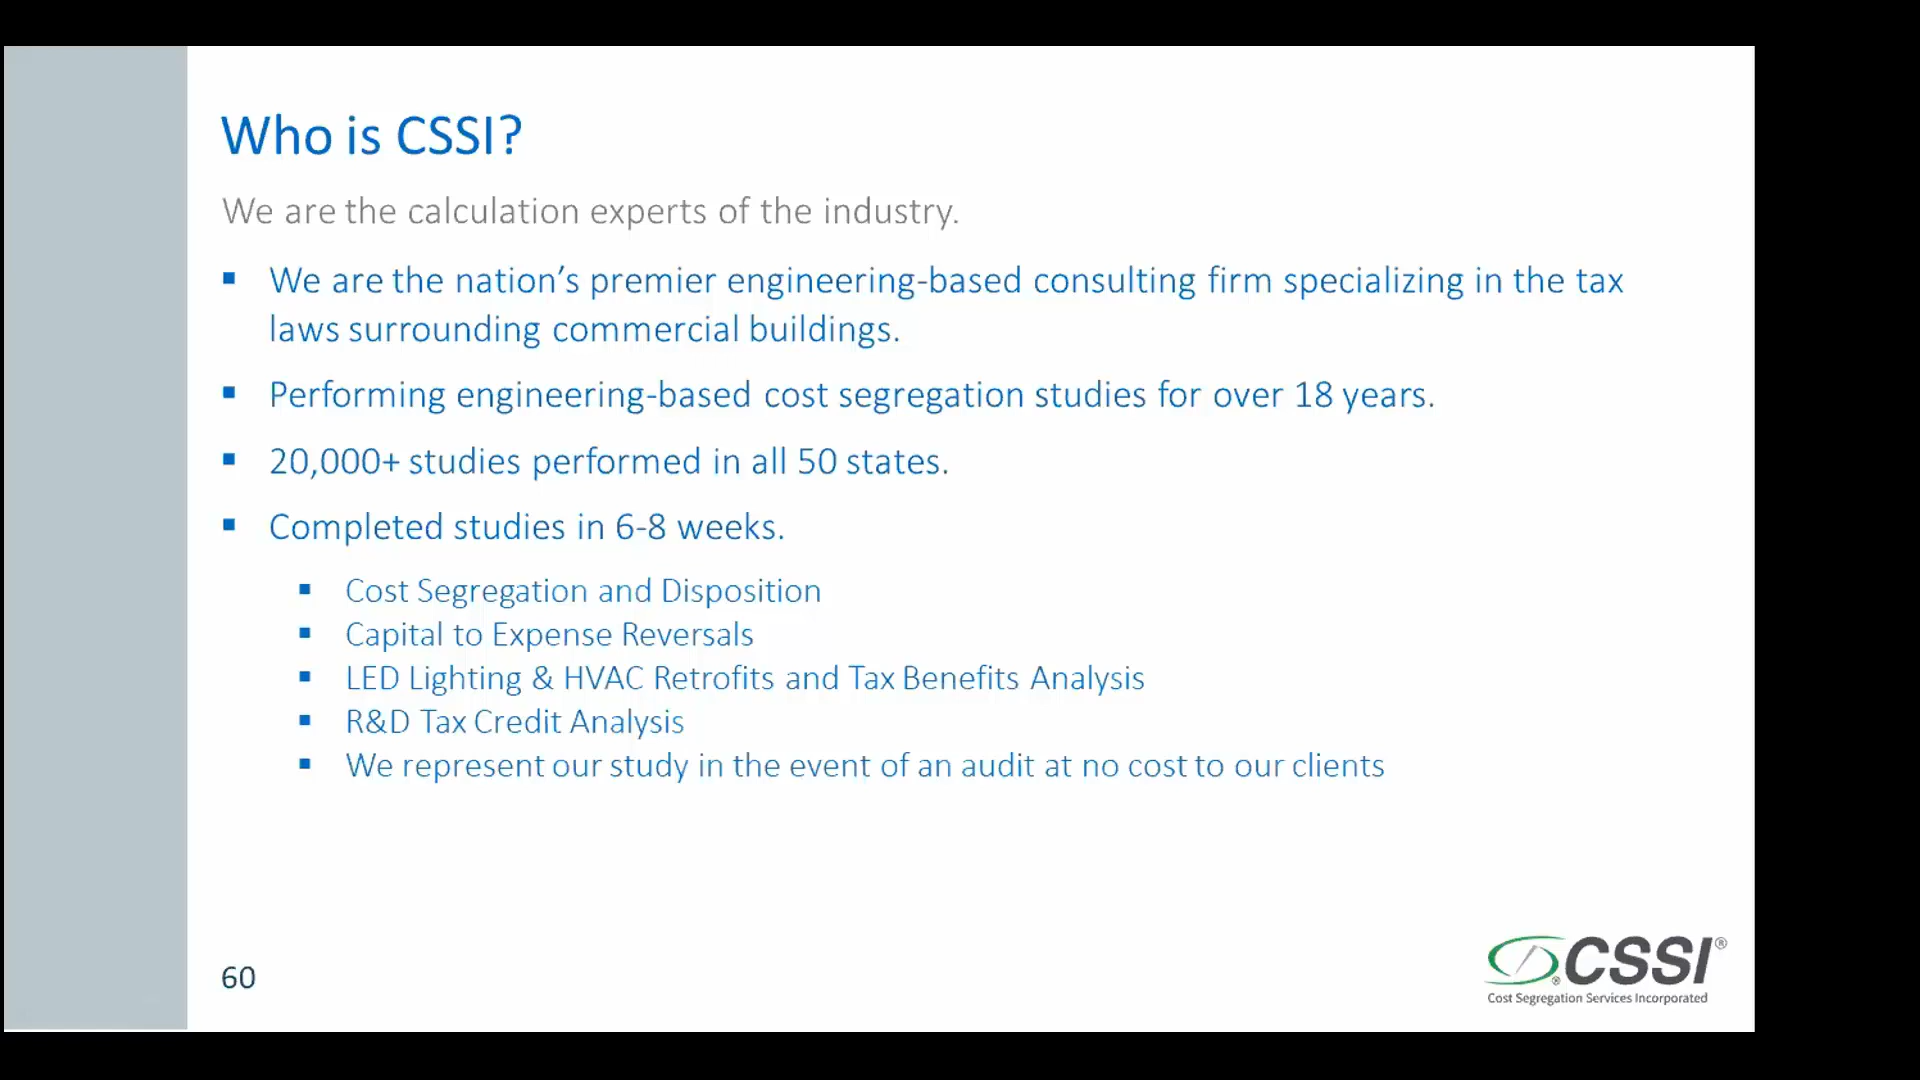 Who is CSSI?
We are the calculation experts of the industry.
▪ We are the nation’s premier engineering-based consulting firm specializing in the tax
laws surrounding commercial buildings.
▪ Performing engineering-based cost segregation studies for over 18 years.
▪ 20,000+ studies performed in all 50 states.
▪ Completed studies in 6-8 weeks.
▪ Cost Segregation and Disposition
▪ Capital to Expense Reversals
▪ LED Lighting & HVAC Retrofits and Tax Benefits Analysis
▪ R&D Tax Credit Analysis
▪ We represent our study in the event of an audit at no cost to our clients
60
CSSI®
Cost Segregation Services Incorporated